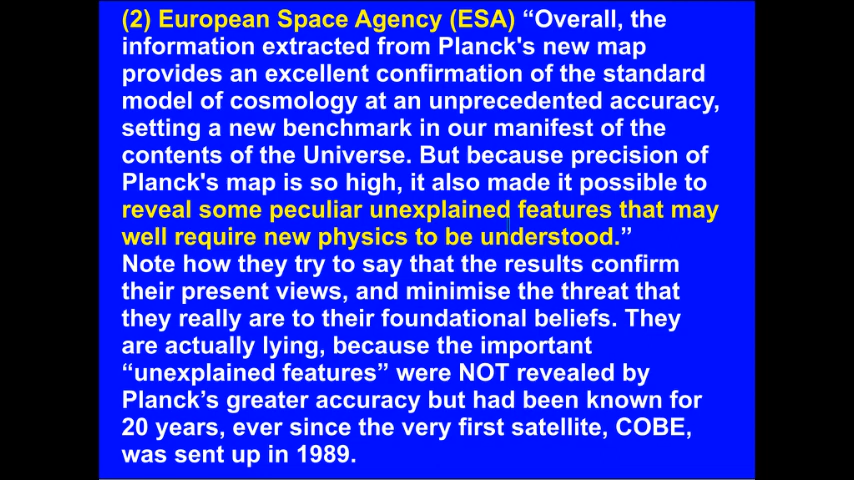 (2) European Space Agency (ESA) “Overall, the
information extracted from Planck's new map
provides an excellent confirmation of the standard
model of cosmology at an unprecedented accuracy,
setting a new benchmark in our manifest of the
contents of the Universe. But because precision of
Planck's map is so high, it also made it possible to
reveal some peculiar unexplained features that may
well require new physics to be understood.”
Note how they try to say that the results confirm
their present views, and minimise the threat that
they really are to their foundational beliefs. They
are actually lying, because the important
“unexplained features” were NOT revealed by
Planck’s greater accuracy but had been known for
20 years, ever since the very first satellite, COBE,
was sent up in 1989.